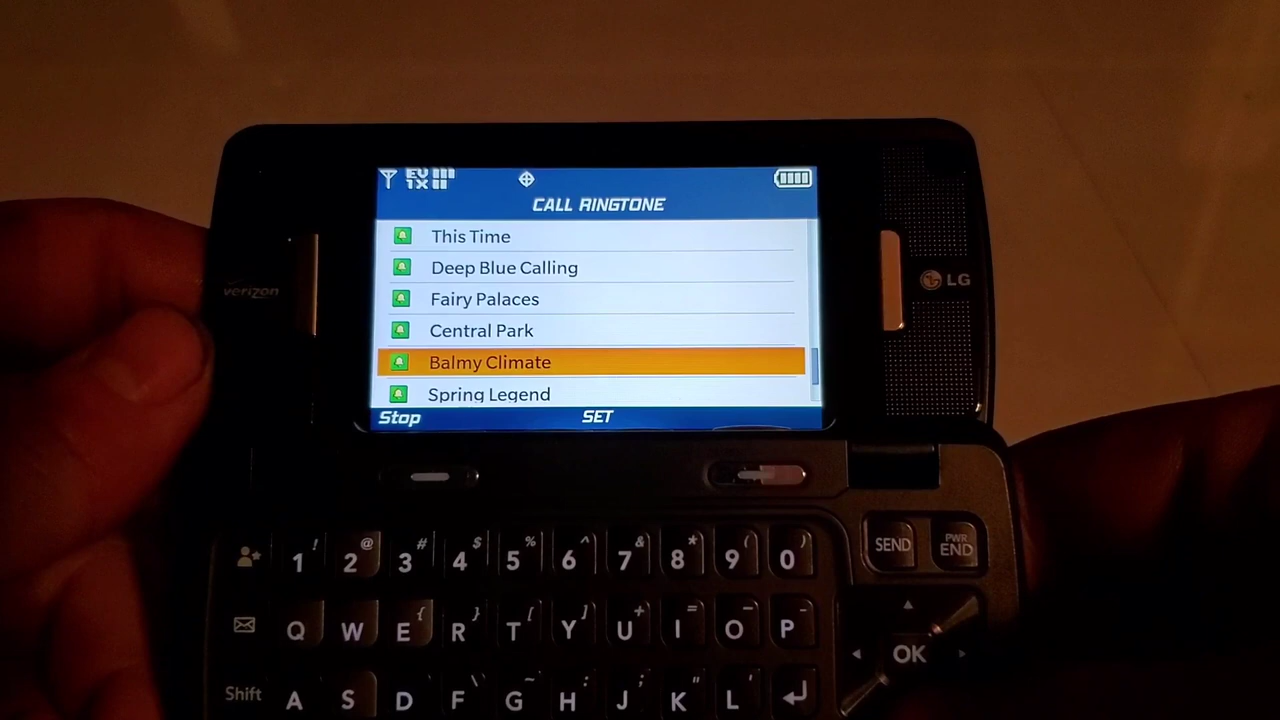 EV
1X
CALL RINGTONE
This Time
Deep Blue Calling
Fairy Palaces
Central Park
Balmy Climate
Spring Legend
Stop SET
verizon
LG
1 ! 2 @ 3 # 4 $ 5 % 6 ^ 7 & 8 * 9 ( 0 )
SEND PWR END
Q W E { R } T [ Y ] U + I = O _ P -
OK
Shift A S D F \ G ~ H : J ; K " L '